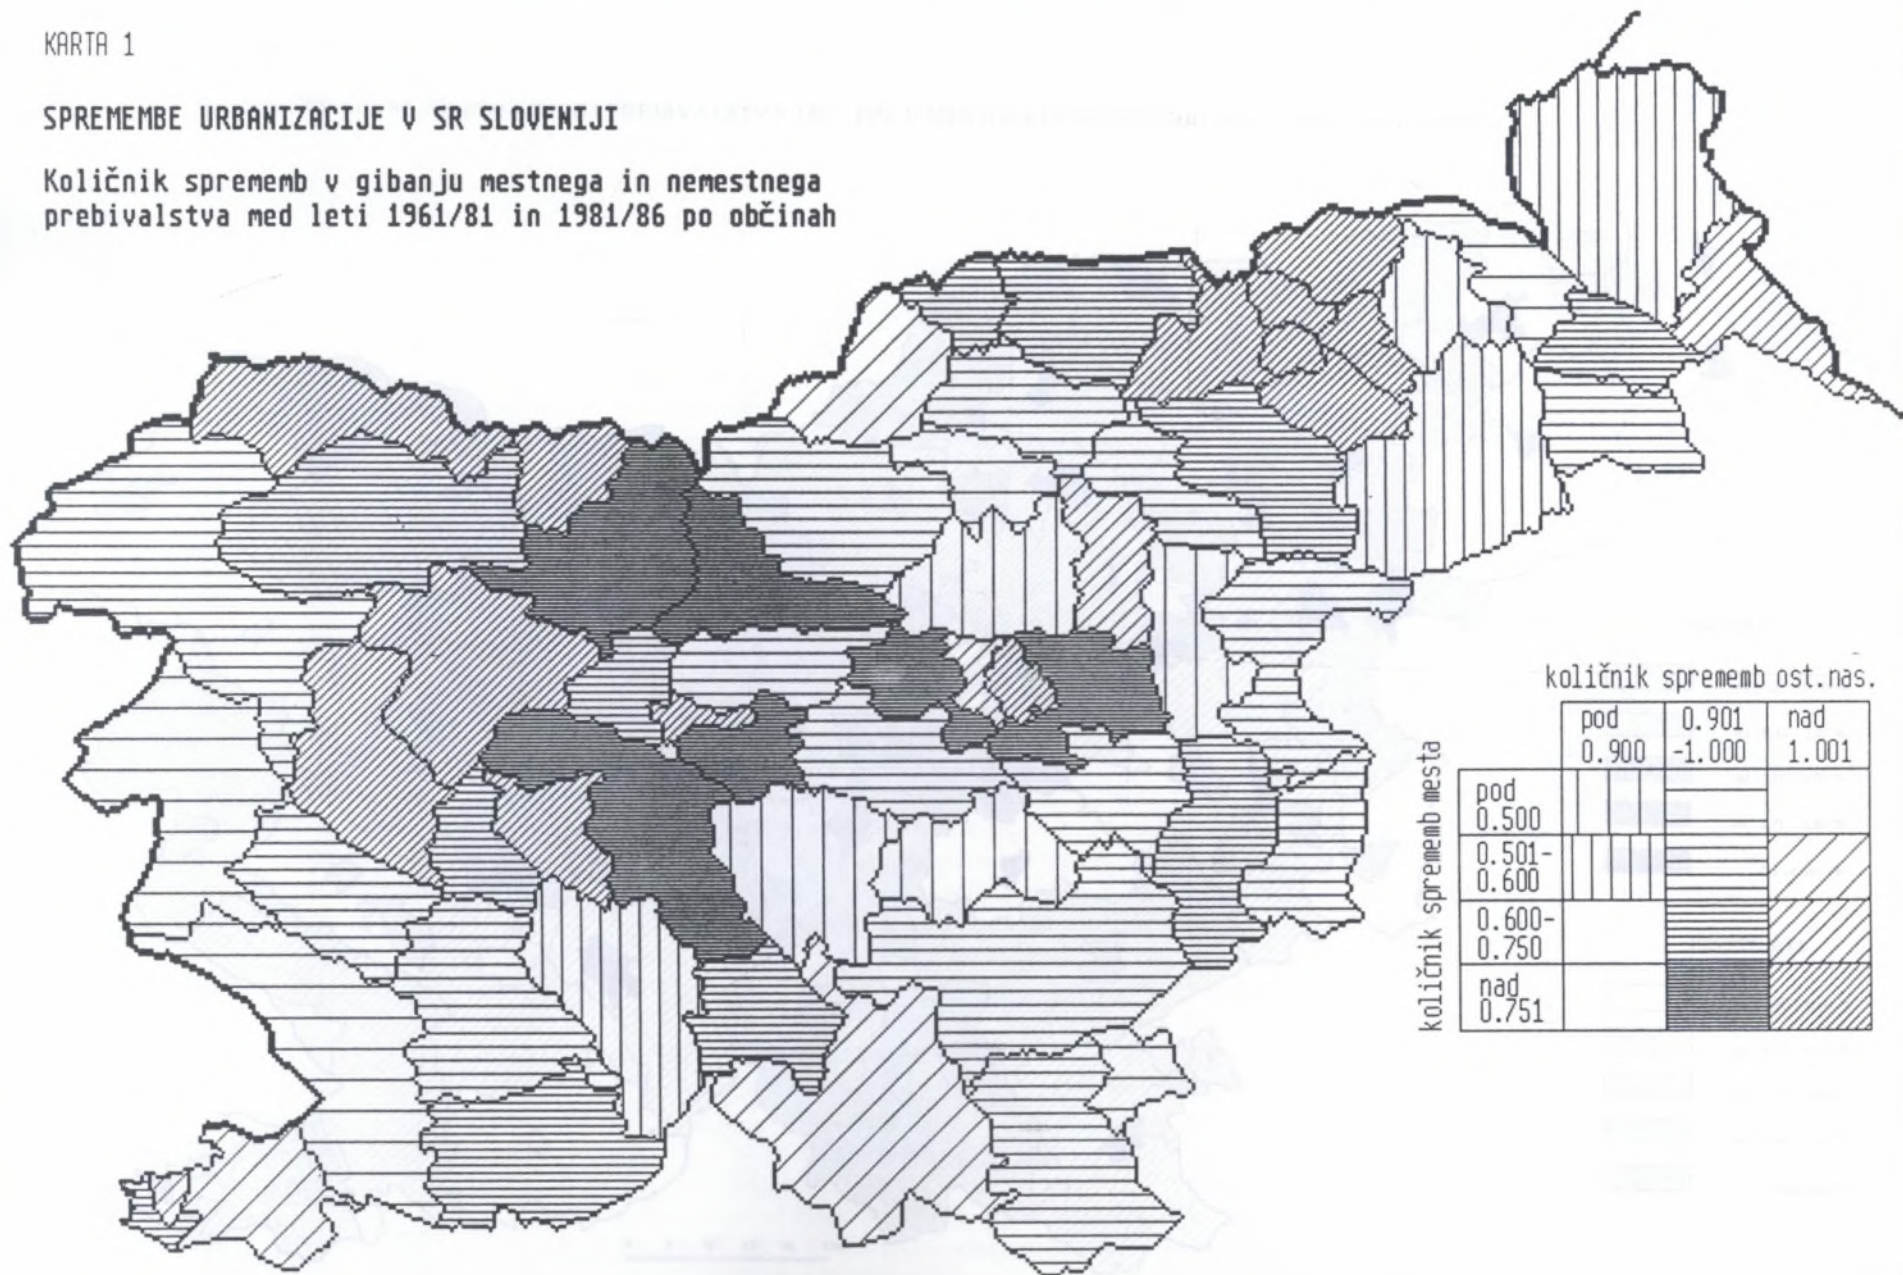 KARTA 1
SPREMEMBE URBANIZACIJE V SR SLOVENIJI
Količnik sprememb v gibanju mestnega in nemestnega
prebivalstva med leti 1961/81 in 1981/86 po občinah
količnik sprememb ost.nas.
pod 0.901 nad
0.900 -1.000 1.001
količnik sprememb mesta
pod
0.500
0.501-
0.600
0.600-
0.750
nad
0.751